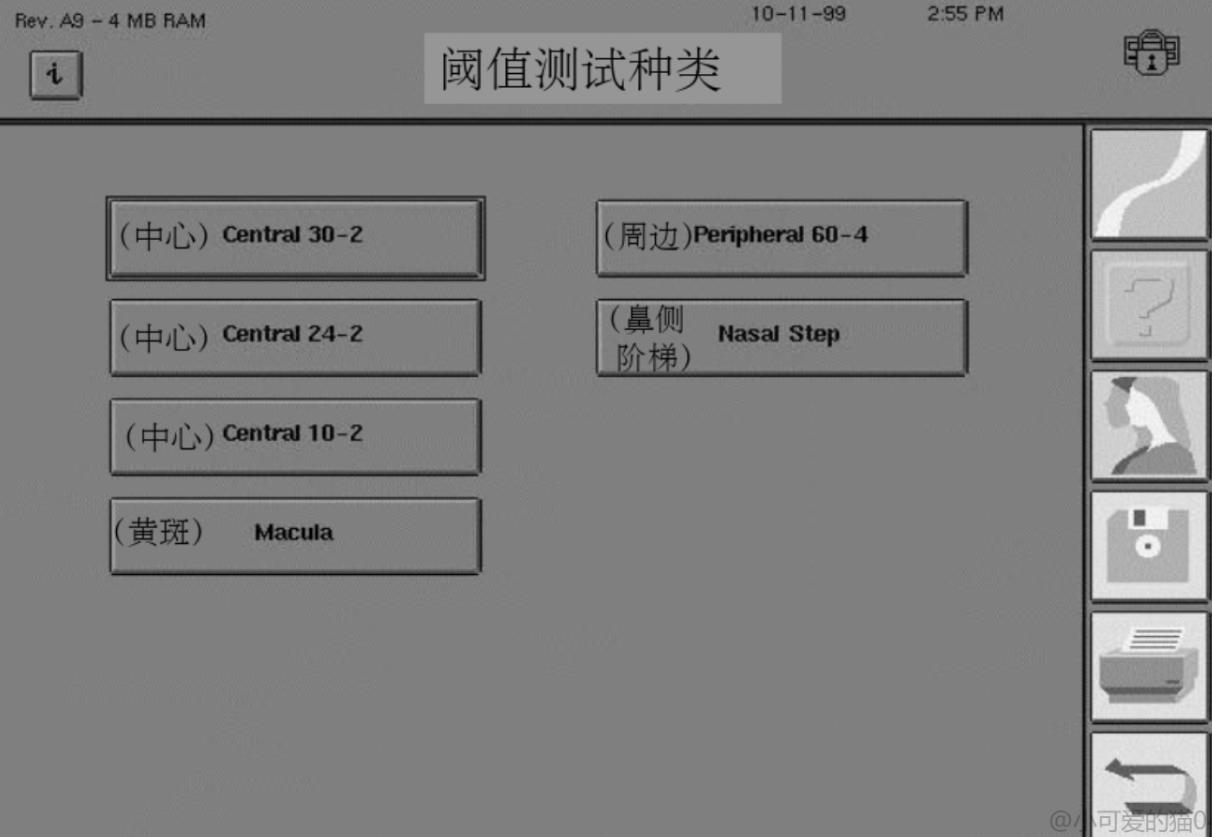 Rev. A9 - 4 MB RAM
10-11-99
2:55 PM
i
阈值测试种类
(中心) Central 30-2
(周边)Peripheral 60-4
(中心) Central 24-2
(鼻侧
阶梯) Nasal Step
(中心) Central 10-2
(黄斑) Macula
?
@小可爱的猫0